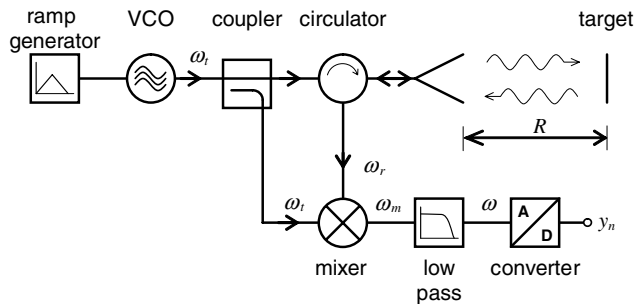 ramp generator
VCO
coupler
circulator
target
ω_t
R
ω_r
ω_t
ω_m
ω
A
D
y_n
mixer
low pass
converter